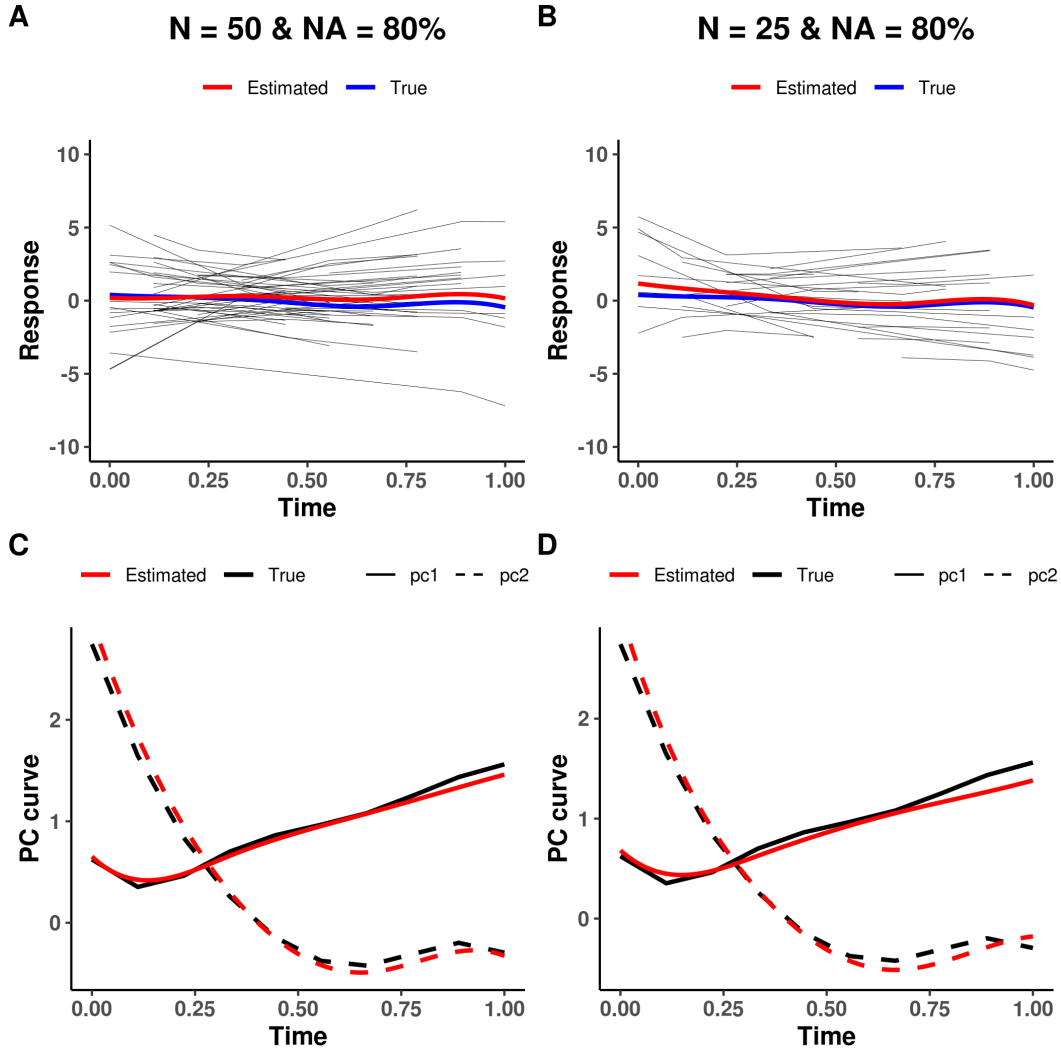 A
N = 50 & NA = 80%
Estimated True
10
5
0
-5
-10
Response
0.00 0.25 0.50 0.75 1.00
Time
B
N = 25 & NA = 80%
Estimated True
10
5
0
-5
-10
Response
0.00 0.25 0.50 0.75 1.00
Time
C
Estimated True pc1 pc2
2
1
0
PC curve
0.00 0.25 0.50 0.75 1.00
Time
D
Estimated True pc1 pc2
2
1
0
PC curve
0.00 0.25 0.50 0.75 1.00
Time